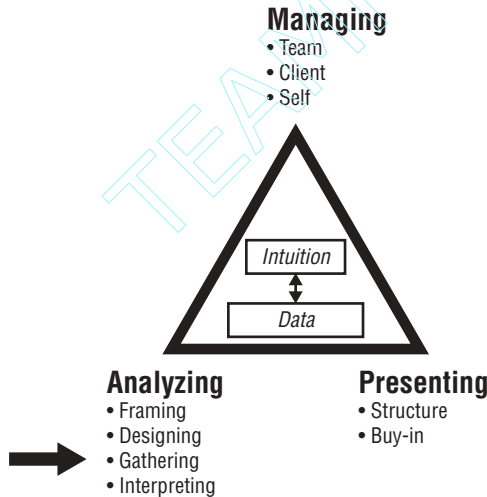 Managing
• Team
• Client
• Self
Intuition
Data
Analyzing
• Framing
• Designing
• Gathering
• Interpreting
Presenting
• Structure
• Buy-in